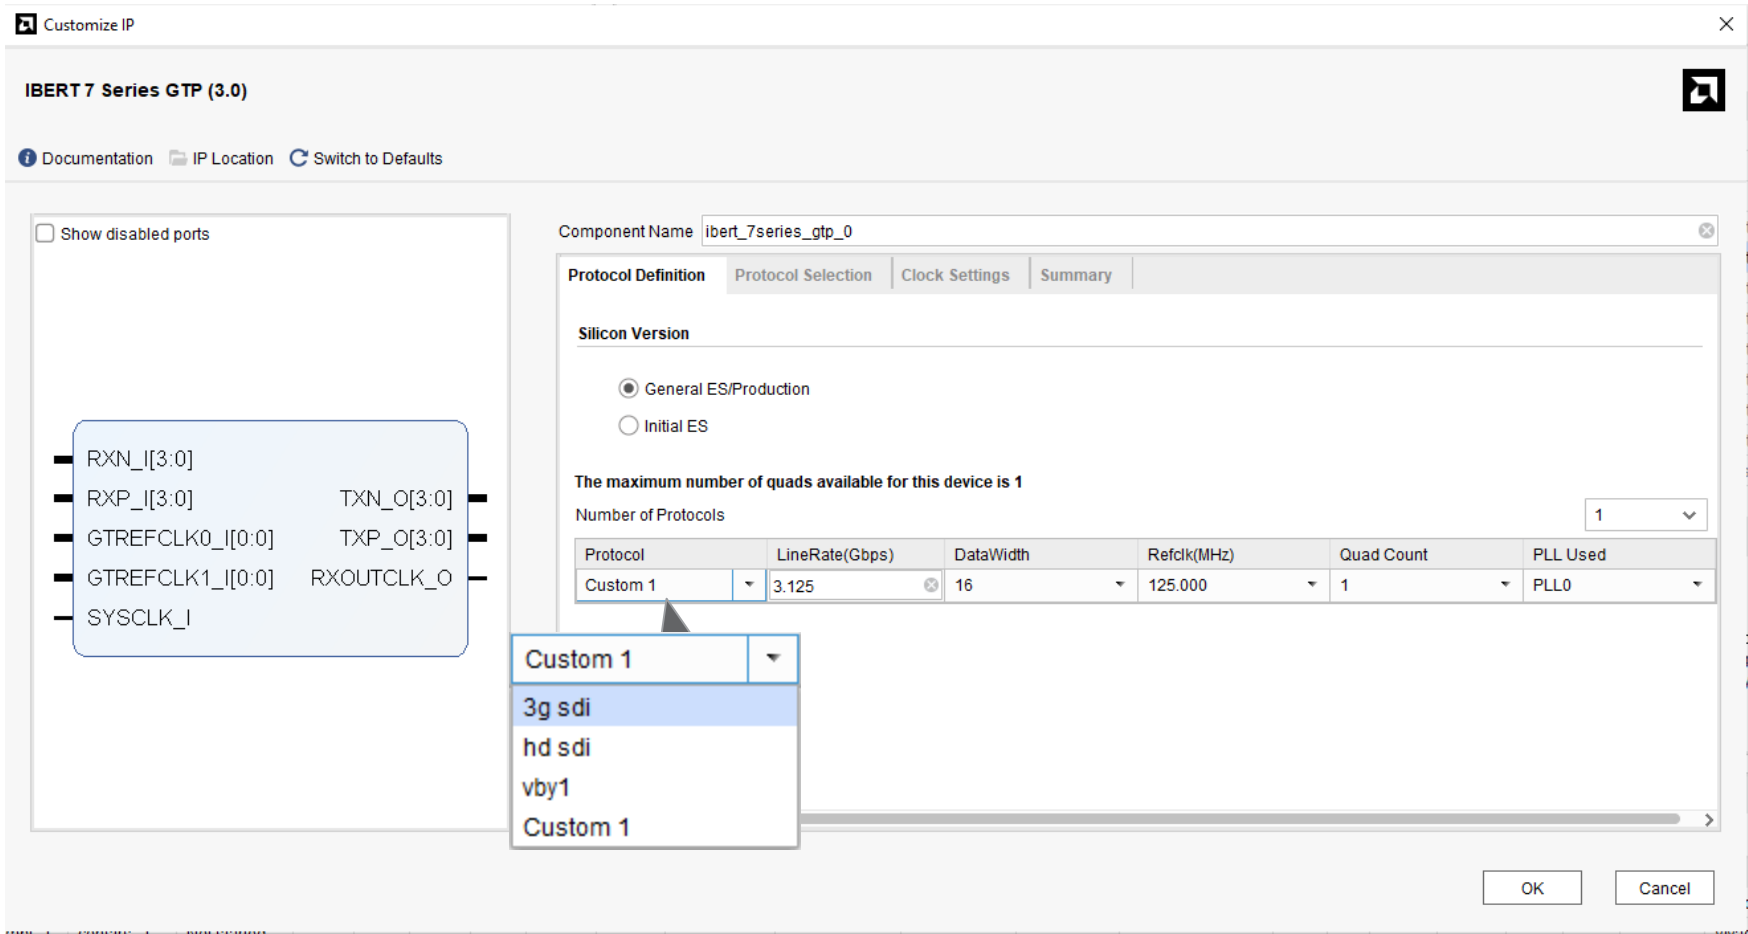 Customize IP
IBERT 7 Series GTP (3.0)
Documentation IP Location Switch to Defaults
Show disabled ports
RXN_I[3:0]
RXP_I[3:0] TXN_O[3:0]
GTREFCLK0_I[0:0] TXP_O[3:0]
GTREFCLK1_I[0:0] RXOUTCLK_O
SYSCLK_I
Component Name ibert_7series_gtp_0
Protocol Definition Protocol Selection Clock Settings Summary
Silicon Version
General ES/Production
Initial ES
The maximum number of quads available for this device is 1
Number of Protocols 1
Protocol LineRate(Gbps) DataWidth Refclk(MHz) Quad Count PLL Used
Custom 1 3.125 16 125.000 1 PLL0
Custom 1
3g sdi
hd sdi
vby1
Custom 1
OK Cancel